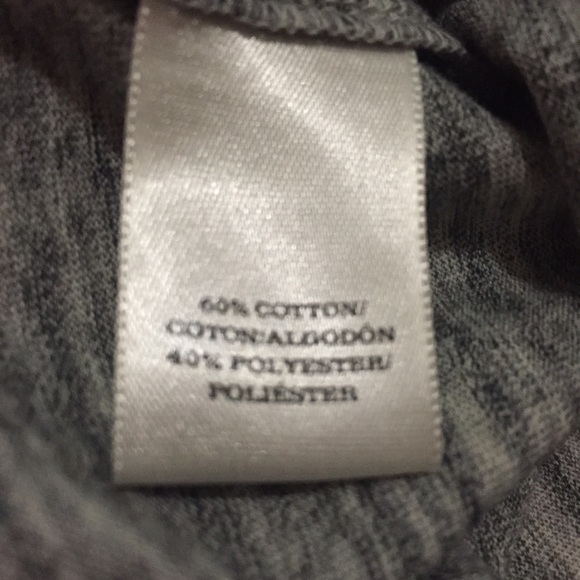 60% COTTON/
COTON/ALGODÓN
40% POLYESTER/
POLIÉSTER